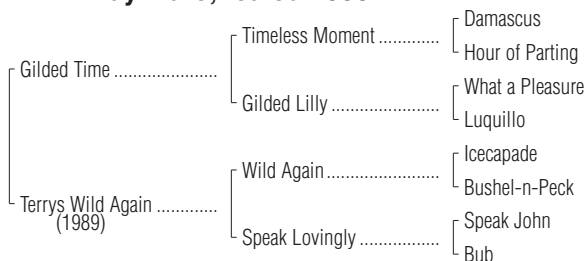 Damascus
Timeless Moment ............
Hour of Parting
Gilded Time .....................
What a Pleasure
Gilded Lilly .....................
Luquillo
Icecapade
Wild Again .....................
Bushel-n-Peck
Terrys Wild Again ............
(1989)
Speak John
Speak Lovingly ................
Bub